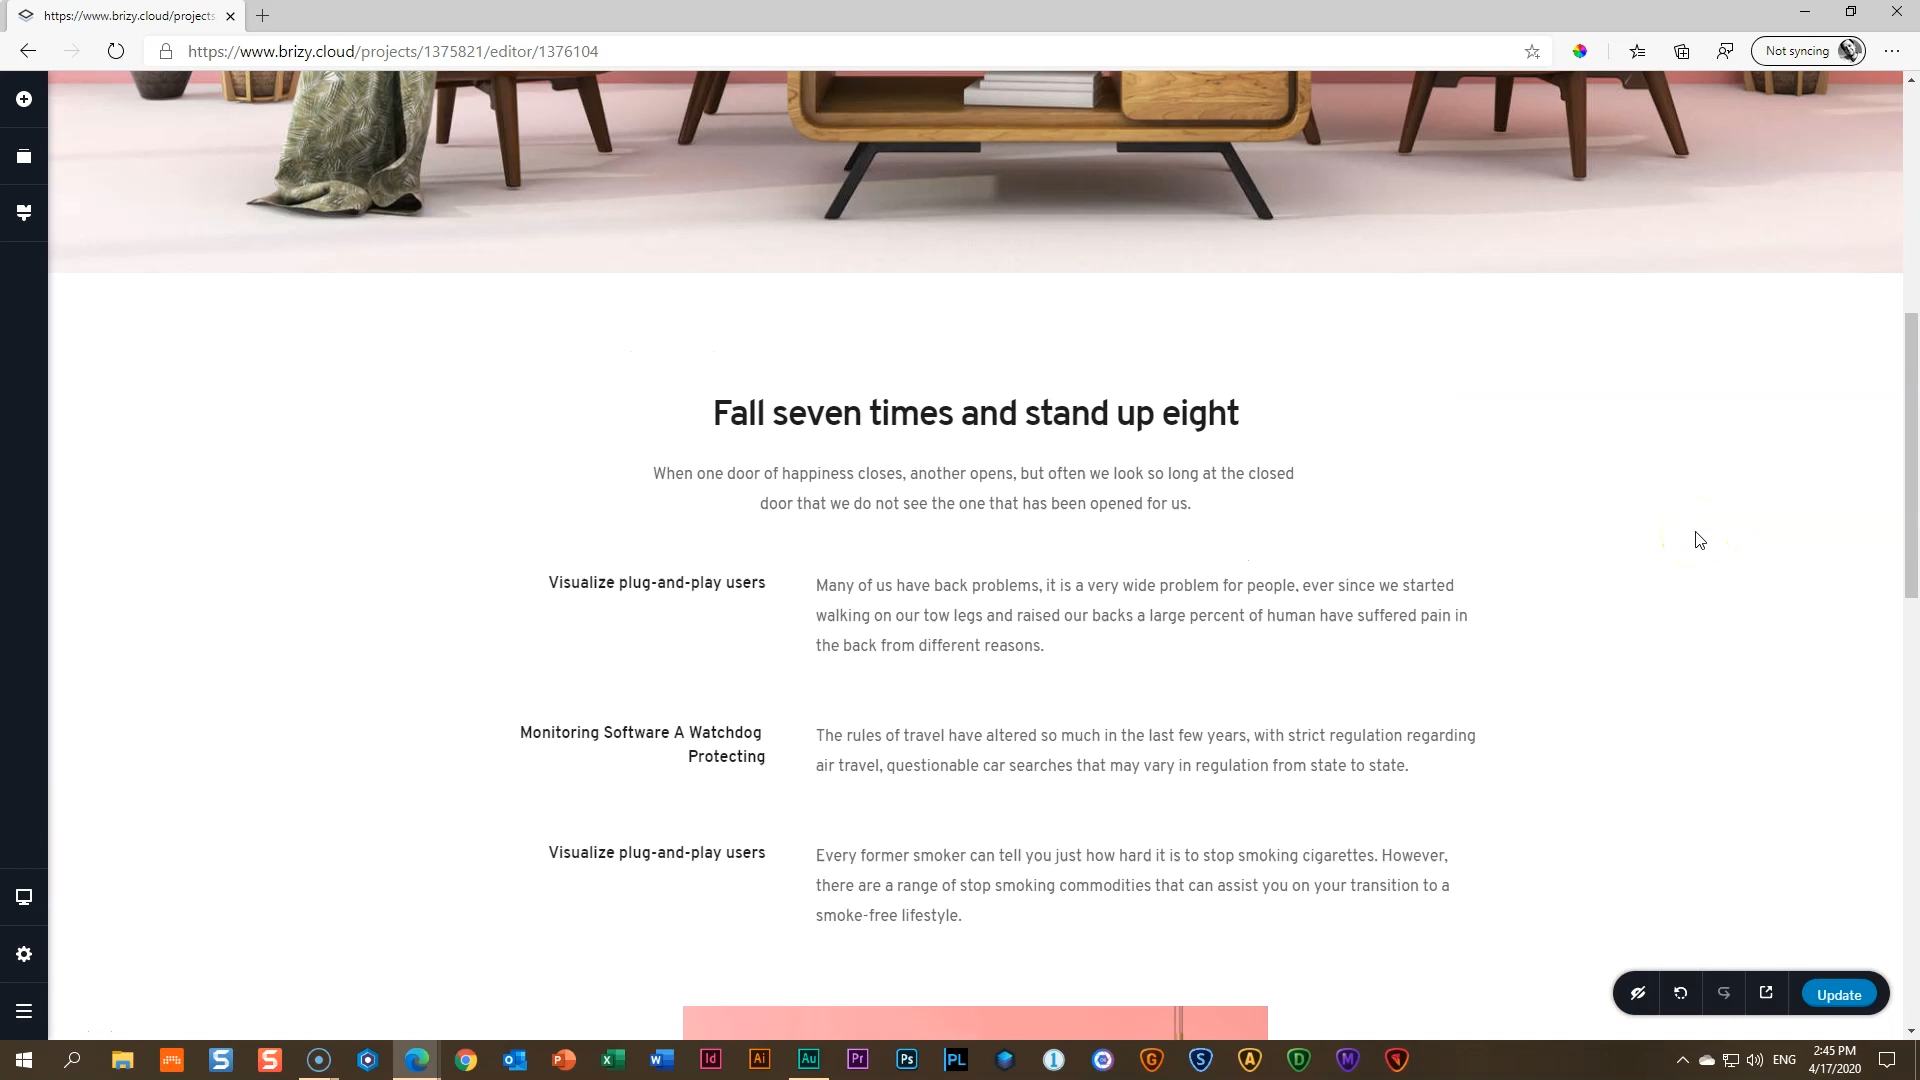 https://www.brizy.cloud/projects
https://www.brizy.cloud/projects/1375821/editor/1376104
Not syncing
Fall seven times and stand up eight
When one door of happiness closes, another opens, but often we look so long at the closed
door that we do not see the one that has been opened for us.
Visualize plug-and-play users
Many of us have back problems, it is a very wide problem for people, ever since we started
walking on our tow legs and raised our backs a large percent of human have suffered pain in
the back from different reasons.
Monitoring Software A Watchdog
Protecting
The rules of travel have altered so much in the last few years, with strict regulation regarding
air travel, questionable car searches that may vary in regulation from state to state.
Visualize plug-and-play users
Every former smoker can tell you just how hard it is to stop smoking cigarettes. However,
there are a range of stop smoking commodities that can assist you on your transition to a
smoke-free lifestyle.
Update
S S P X W Id Ai Au Pr Ps PL 1 G S A D M
ENG
2:45 PM
4/17/2020